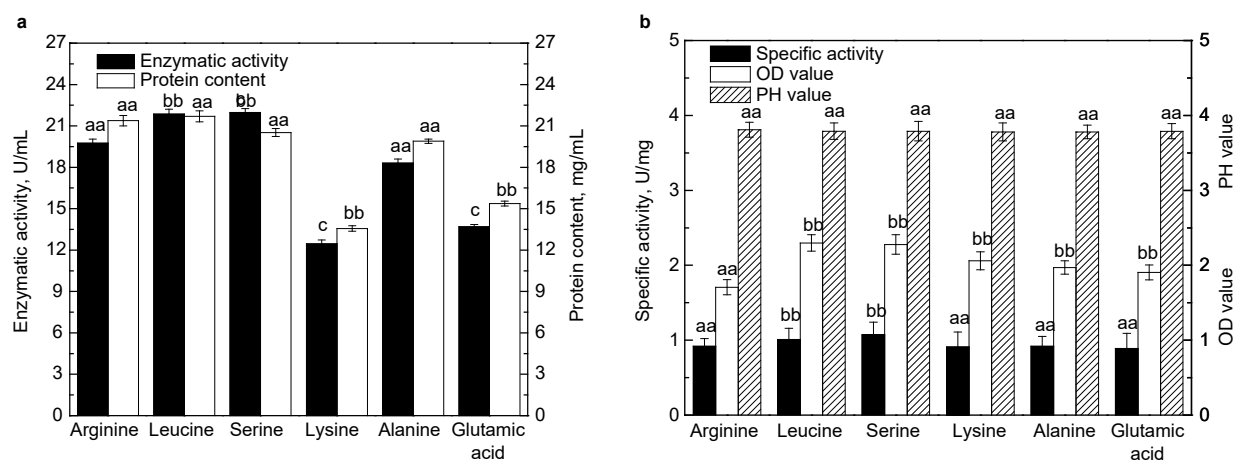 a
27
24
21
18
15
12
9
6
3
0
Enzymatic activity, U/mL
Enzymatic activity
Protein content
aa
aa
bb
aa
bb
aa
c
bb
aa
aa
c
bb
27
24
21
18
15
12
9
6
3
0
Protein content, mg/mL
Arginine Leucine Serine Lysine Alanine Glutamic
acid
b
5
4
3
2
1
0
Specific activity, U/mg
Specific activity
OD value
PH value
aa
aa
aa
bb
bb
aa
bb
bb
aa
aa
bb
aa
aa
bb
aa
aa
bb
aa
5
4
3
3
2
1
0
PH value
OD value
Arginine Leucine Serine Lysine Alanine Glutamic
acid